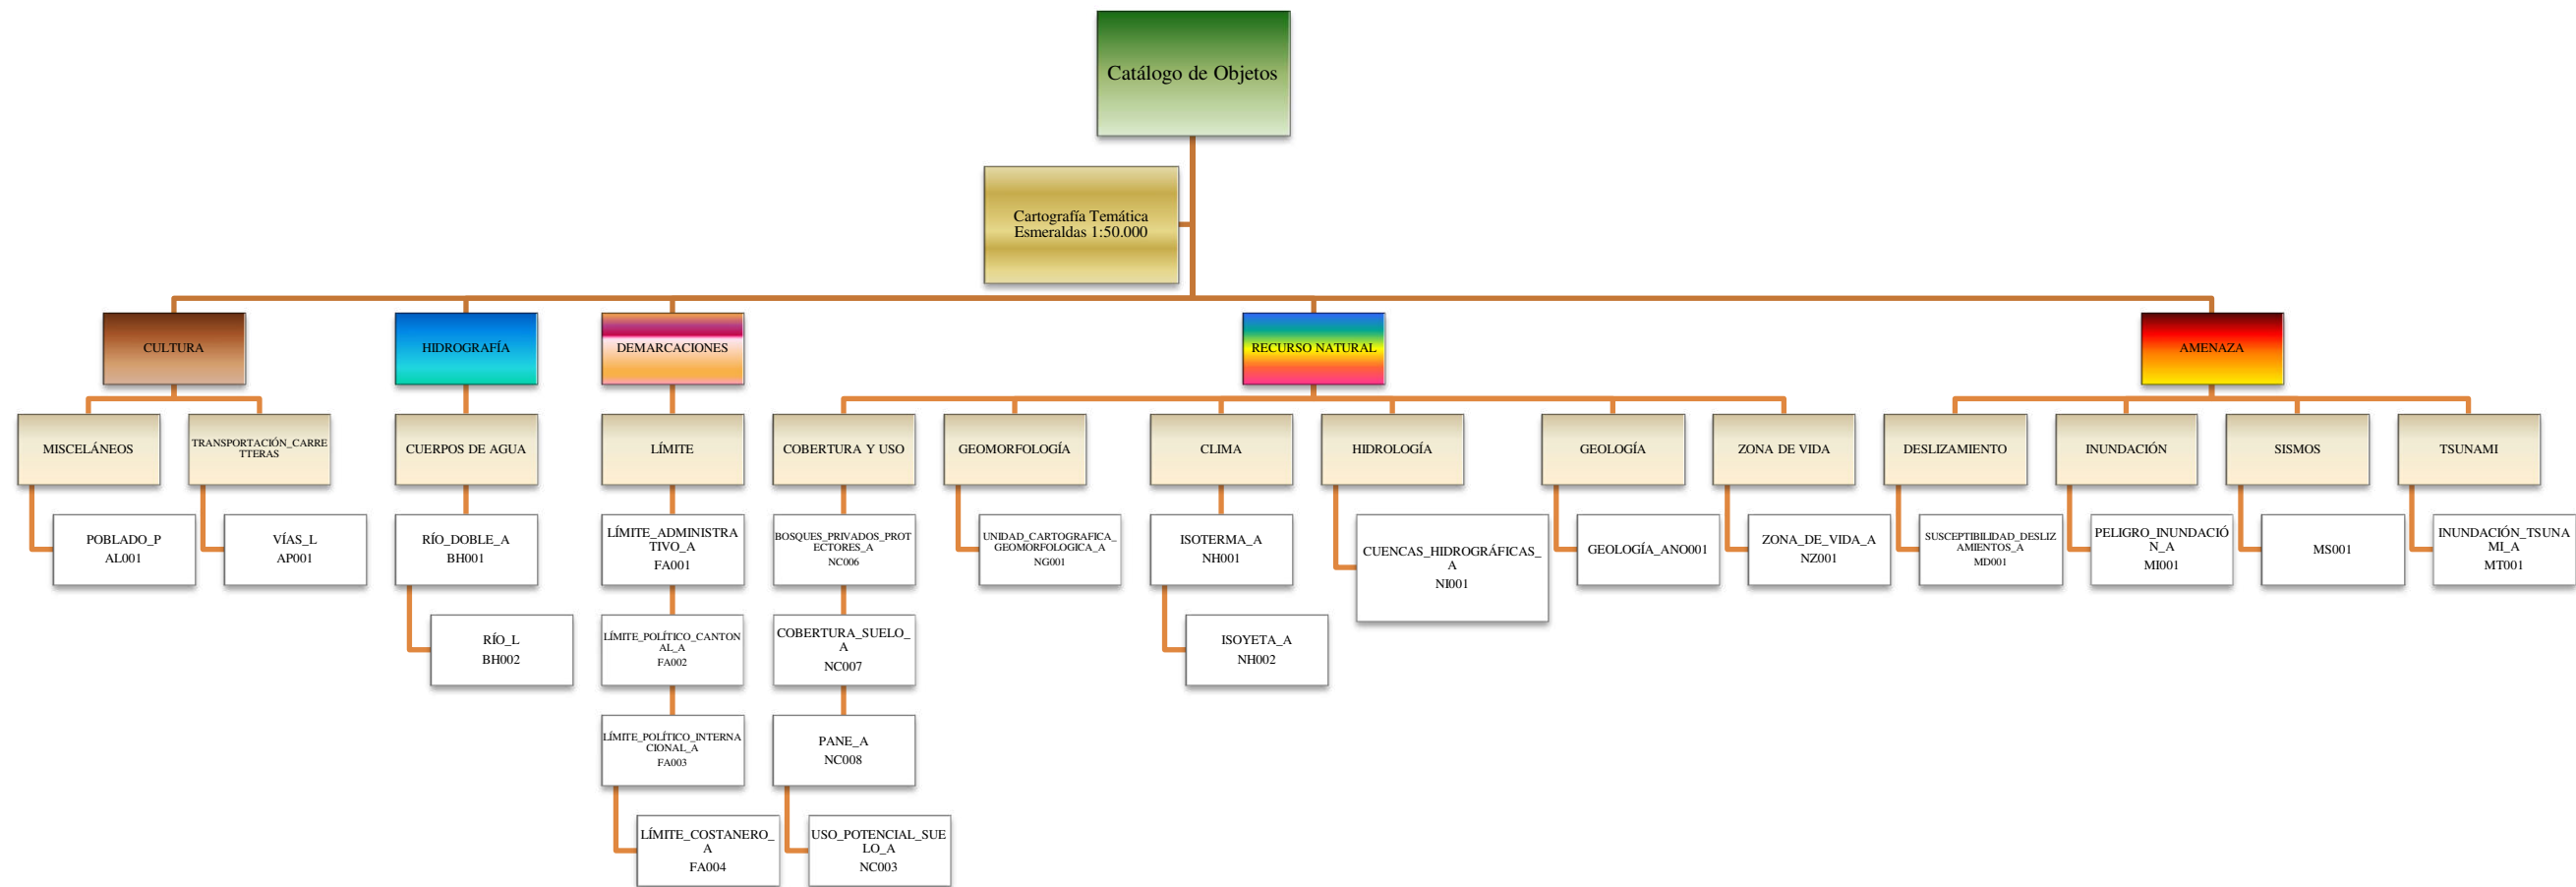 Catálogo de Objetos
Cartografía Temática
Esmeraldas 1:50.000
CULTURA
HIDROGRAFÍA
DEMARCACIONES
RECURSO NATURAL
AMENAZA
MISCELÁNEOS
TRANSPORTACIÓN_CARRE
TTERAS
CUERPOS DE AGUA
LÍMITE
COBERTURA Y USO
GEOMORFOLOGÍA
CLIMA
HIDROLOGÍA
GEOLOGÍA
ZONA DE VIDA
DESLIZAMIENTO
INUNDACIÓN
SISMOS
TSUNAMI
POBLADO_P
AL001
VÍAS_L
AP001
RÍO_DOBLE_A
BH001
LÍMITE_ADMINISTRA
TIVO_A
FA001
BOSQUES_PRIVADOS_PROT
ECTORES_A
NC006
UNIDAD_CARTOGRAFICA_
GEOMORFOLOGICA_A
NG001
ISOTERMA_A
NH001
CUENCAS_HIDROGRÁFICAS_
A
NI001
GEOLOGÍA_ANO001
ZONA_DE_VIDA_A
NZ001
SUSCEPTIBILIDAD_DESLIZ
AMIENTOS_A
MD001
PELIGRO_INUNDACIÓ
N_A
MI001
MS001
INUNDACIÓN_TSUNA
MI_A
MT001
RÍO_L
BH002
LÍMITE_POLÍTICO_CANTON
AL_A
FA002
COBERTURA_SUELO_
A
NC007
ISOYETA_A
NH002
LÍMITE_POLÍTICO_INTERNA
CIONAL_A
FA003
PANE_A
NC008
LÍMITE_COSTANERO_
A
FA004
USO_POTENCIAL_SUE
LO_A
NC003